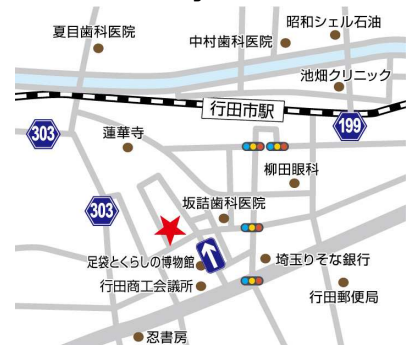 昭和シェル石油
夏目歯科医院
中村歯科医院
池畑クリニック
行田市駅
303
蓮華寺
199
柳田眼科
303
坂詰歯科医院
足袋とくらしの博物館
埼玉りそな銀行
行田商工会議所
行田郵便局
忍書房